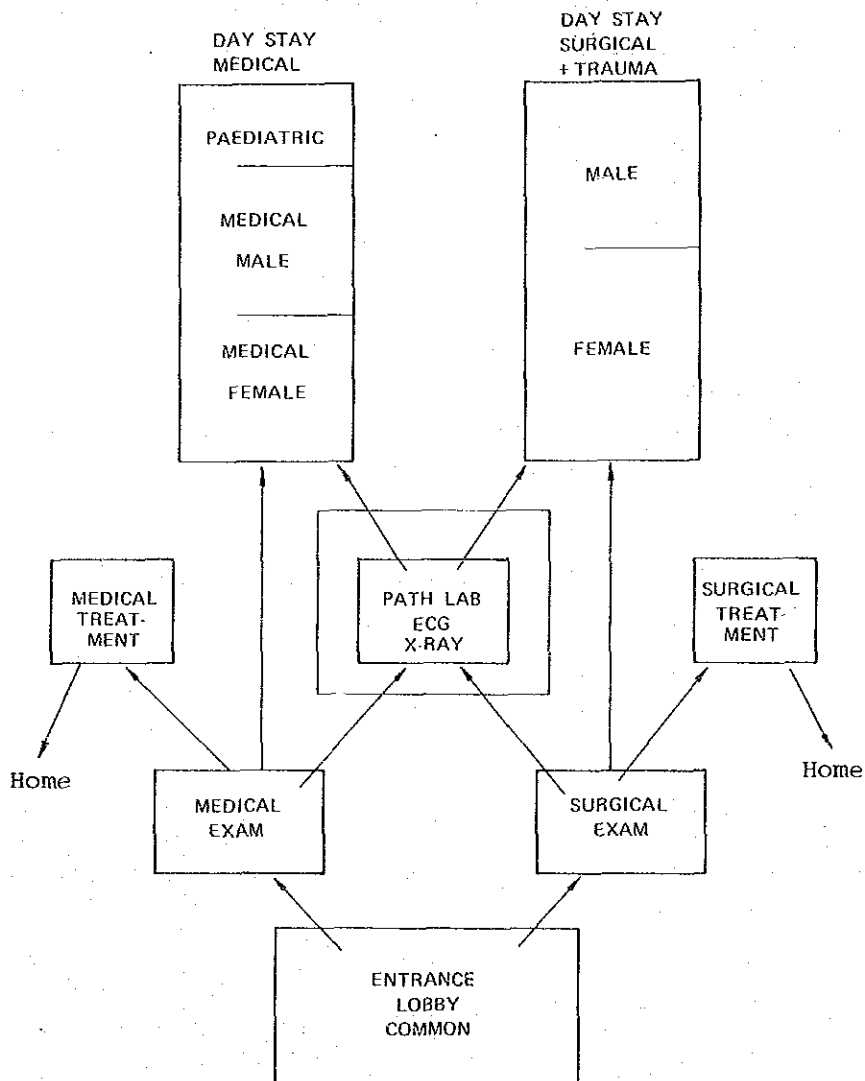 DAY STAY
MEDICAL
DAY STAY
SURGICAL
+ TRAUMA
PAEDIATRIC
MEDICAL
MALE
MEDICAL
FEMALE
MALE
FEMALE
MEDICAL
TREAT-
MENT
PATH LAB
ECG
X-RAY
SURGICAL
TREAT-
MENT
Home
Home
MEDICAL
EXAM
SURGICAL
EXAM
ENTRANCE
LOBBY
COMMON